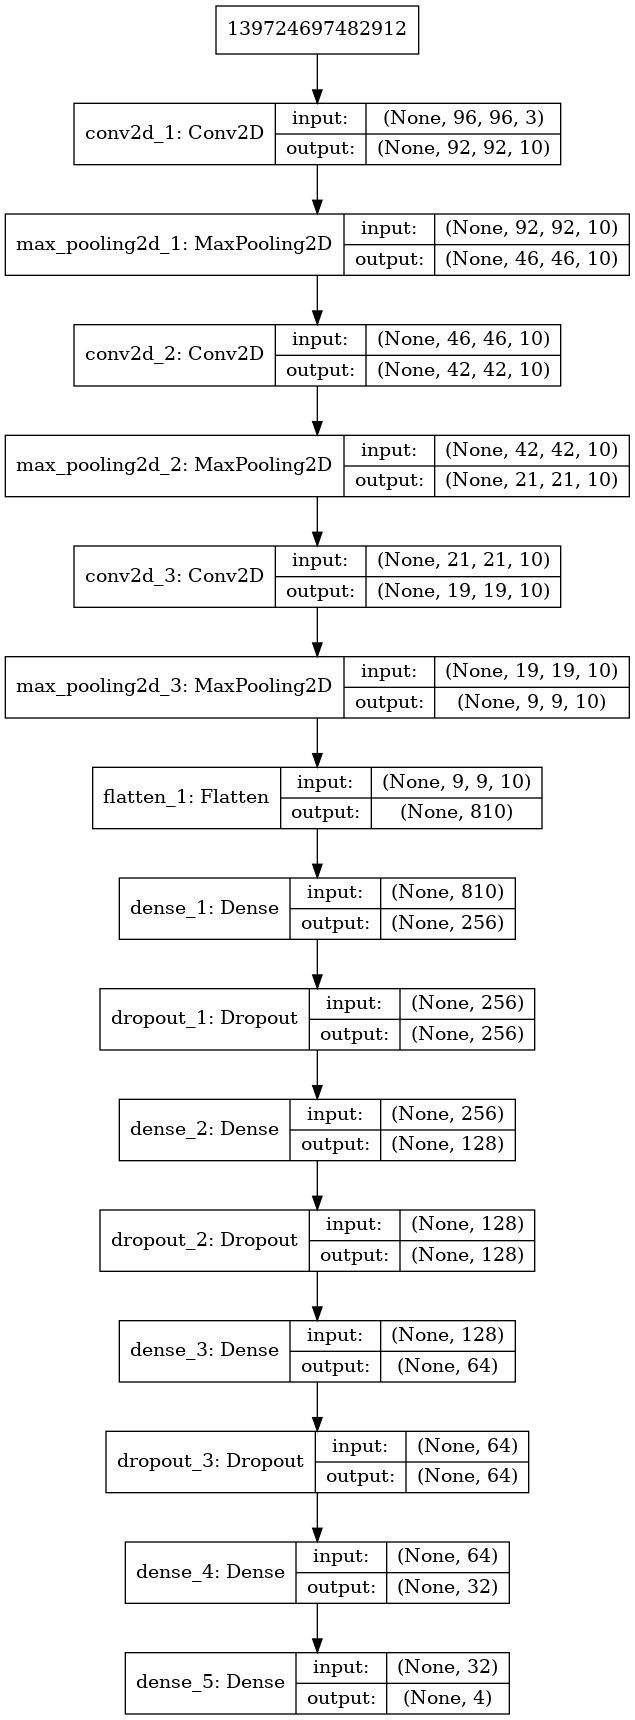 139724697482912
conv2d_1: Conv2D
input:
(None, 96, 96, 3)
output:
(None, 92, 92, 10)
max_pooling2d_1: MaxPooling2D
input:
(None, 92, 92, 10)
output:
(None, 46, 46, 10)
conv2d_2: Conv2D
input:
(None, 46, 46, 10)
output:
(None, 42, 42, 10)
max_pooling2d_2: MaxPooling2D
input:
(None, 42, 42, 10)
output:
(None, 21, 21, 10)
conv2d_3: Conv2D
input:
(None, 21, 21, 10)
output:
(None, 19, 19, 10)
max_pooling2d_3: MaxPooling2D
input:
(None, 19, 19, 10)
output:
(None, 9, 9, 10)
flatten_1: Flatten
input:
(None, 9, 9, 10)
output:
(None, 810)
dense_1: Dense
input:
(None, 810)
output:
(None, 256)
dropout_1: Dropout
input:
(None, 256)
output:
(None, 256)
dense_2: Dense
input:
(None, 256)
output:
(None, 128)
dropout_2: Dropout
input:
(None, 128)
output:
(None, 128)
dense_3: Dense
input:
(None, 128)
output:
(None, 64)
dropout_3: Dropout
input:
(None, 64)
output:
(None, 64)
dense_4: Dense
input:
(None, 64)
output:
(None, 32)
dense_5: Dense
input:
(None, 32)
output:
(None, 4)